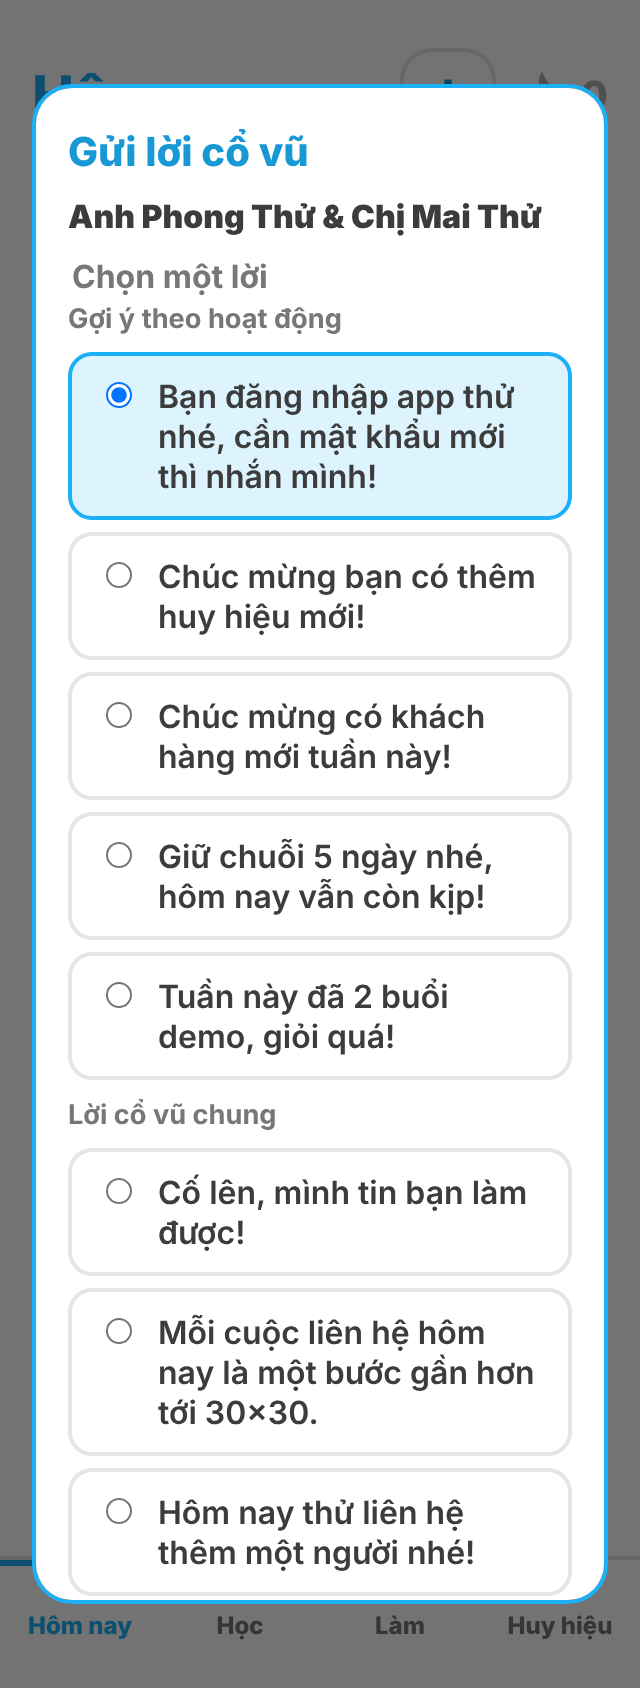 Gửi lời cổ vũ
Anh Phong Thử & Chị Mai Thử
Chọn một lời
Gợi ý theo hoạt động
Bạn đăng nhập app thử
nhé, cần mật khẩu mới
thì nhắn mình!
Chúc mừng bạn có thêm
huy hiệu mới!
Chúc mừng có khách
hàng mới tuần này!
Giữ chuỗi 5 ngày nhé,
hôm nay vẫn còn kịp!
Tuần này đã 2 buổi
demo, giỏi quá!
Lời cổ vũ chung
Cố lên, mình tin bạn làm
được!
Mỗi cuộc liên hệ hôm
nay là một bước gần hơn
tới 30×30.
Hôm nay thử liên hệ
thêm một người nhé!
Hôm nay Học Làm Huy hiệu